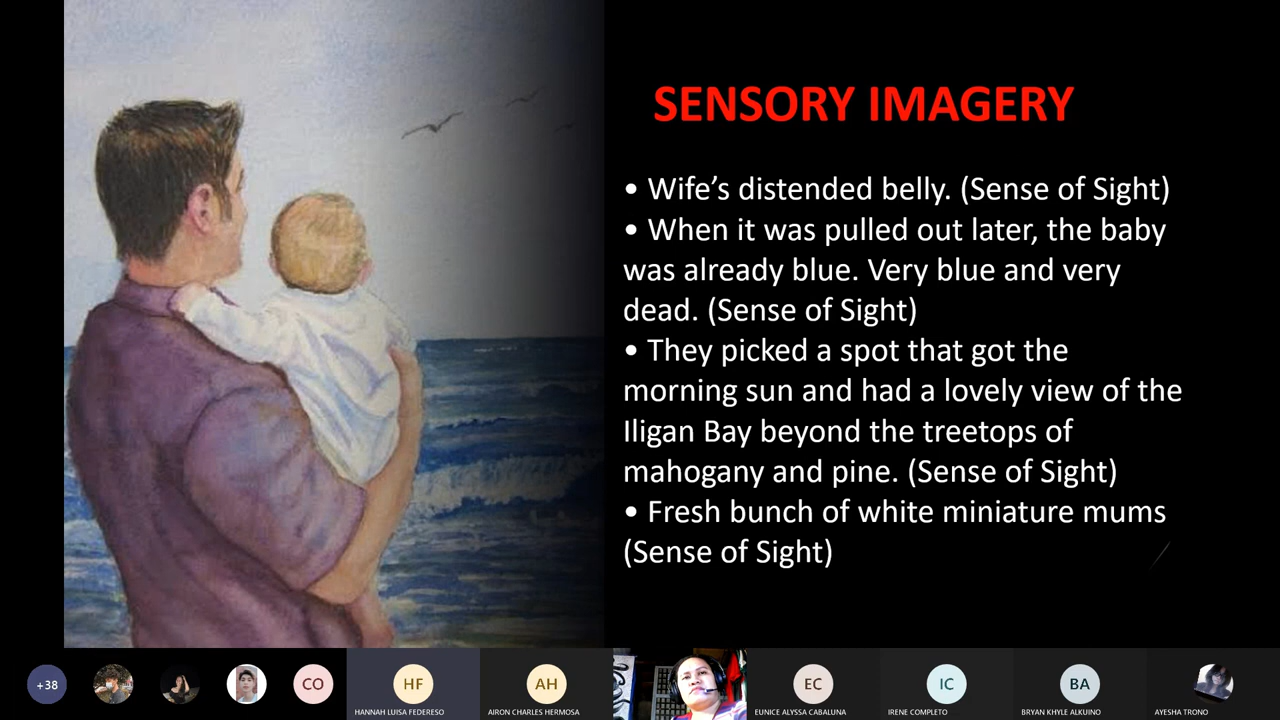 SENSORY IMAGERY
• Wife’s distended belly. (Sense of Sight)
• When it was pulled out later, the baby
was already blue. Very blue and very
dead. (Sense of Sight)
• They picked a spot that got the
morning sun and had a lovely view of the
Iligan Bay beyond the treetops of
mahogany and pine. (Sense of Sight)
• Fresh bunch of white miniature mums
(Sense of Sight)
+38
CO
HF
AH
EC
IC
BA
HANNAH LUISA FEDERESO
AIRON CHARLES HERMOSA
EUNICE ALYSSA CABALUNA
IRENE COMPLETO
BRYAN KHYLE ALKUINO
AYESHA TRONO